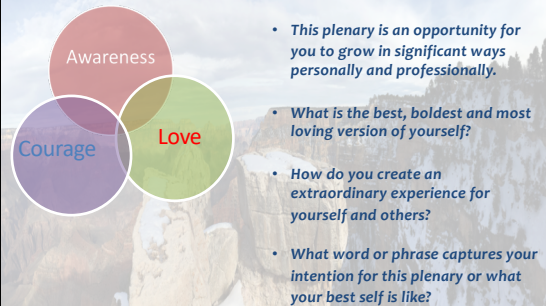 Awareness
Courage
Love
• This plenary is an opportunity for
you to grow in significant ways
personally and professionally.
• What is the best, boldest and most
loving version of yourself?
• How do you create an
extraordinary experience for
yourself and others?
• What word or phrase captures your
intention for this plenary or what
your best self is like?